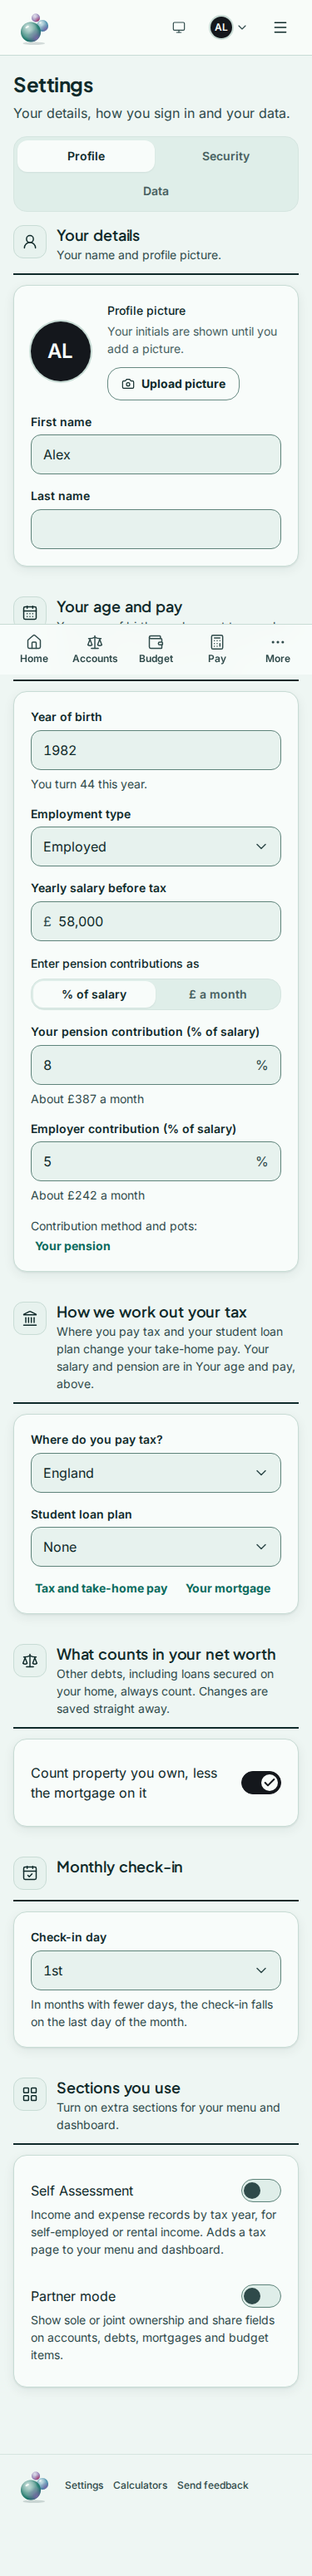 AL
Settings
Your details, how you sign in and your data.
Profile
Security
Data
Your details
Your name and profile picture.
AL
Profile picture
Your initials are shown until you
add a picture.
Upload picture
First name
Alex
Last name
Your age and pay
Home
Accounts
Budget
Pay
More
Year of birth
1982
You turn 44 this year.
Employment type
Employed
Yearly salary before tax
£ 58,000
Enter pension contributions as
% of salary
£ a month
Your pension contribution (% of salary)
8 %
About £387 a month
Employer contribution (% of salary)
5 %
About £242 a month
Contribution method and pots:
Your pension
How we work out your tax
Where you pay tax and your student loan
plan change your take-home pay. Your
salary and pension are in Your age and pay,
above.
Where do you pay tax?
England
Student loan plan
None
Tax and take-home pay
Your mortgage
What counts in your net worth
Other debts, including loans secured on
your home, always count. Changes are
saved straight away.
Count property you own, less
the mortgage on it
Monthly check-in
Check-in day
1st
In months with fewer days, the check-in falls
on the last day of the month.
Sections you use
Turn on extra sections for your menu and
dashboard.
Self Assessment
Income and expense records by tax year, for
self-employed or rental income. Adds a tax
page to your menu and dashboard.
Partner mode
Show sole or joint ownership and share fields
on accounts, debts, mortgages and budget
items.
Settings
Calculators
Send feedback